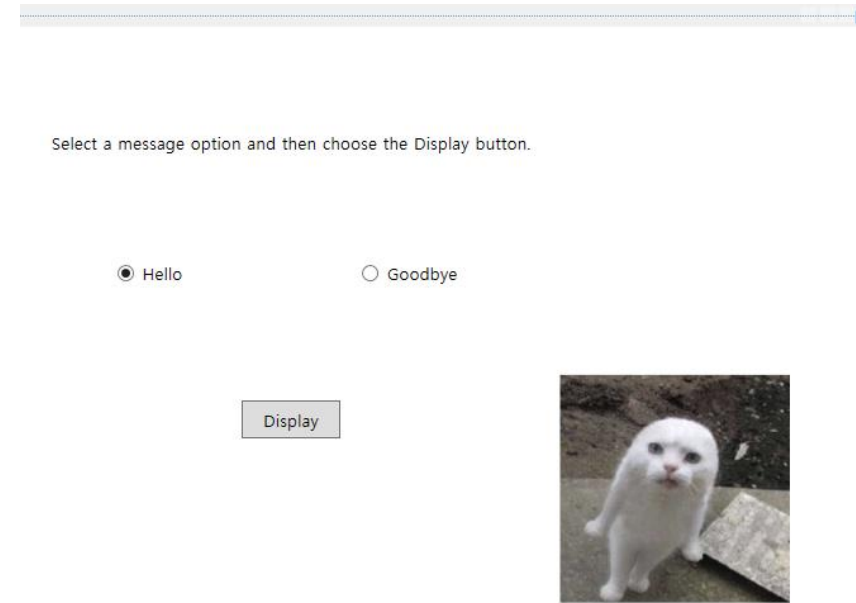 Select a message option and then choose the Display button.
Hello
Goodbye
Display